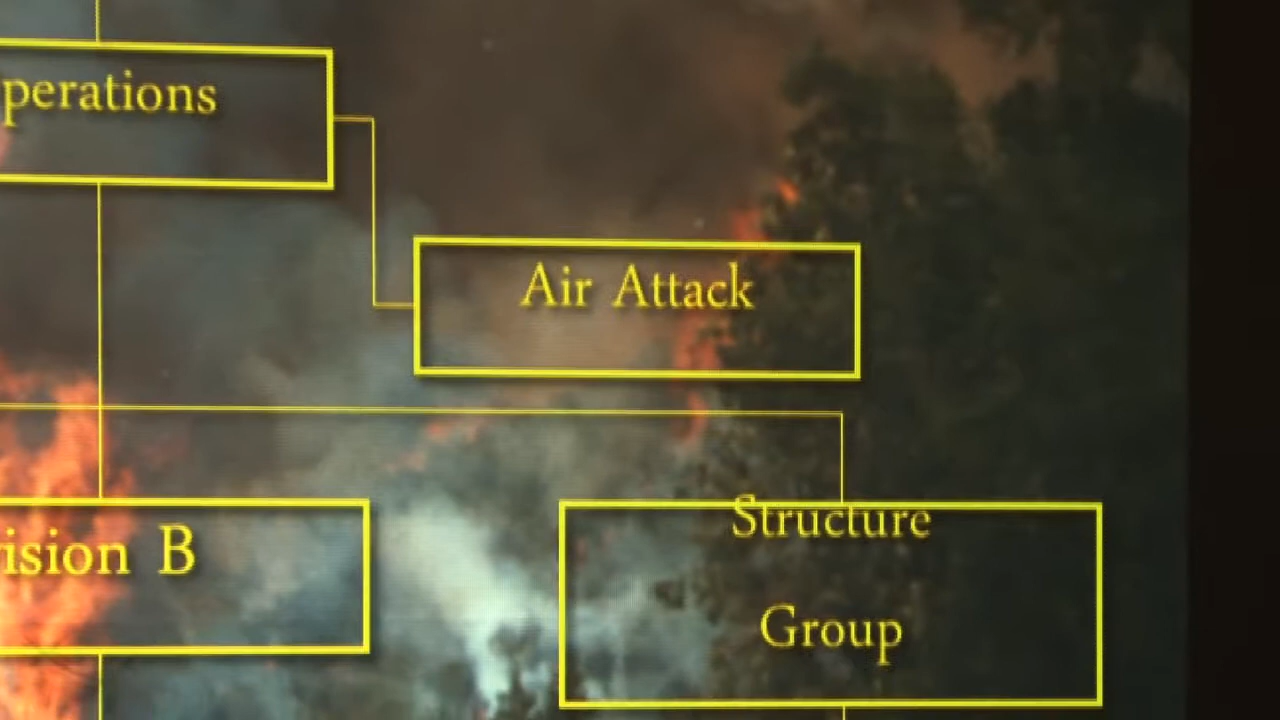 perations
Air Attack
ision B
Structure
Group